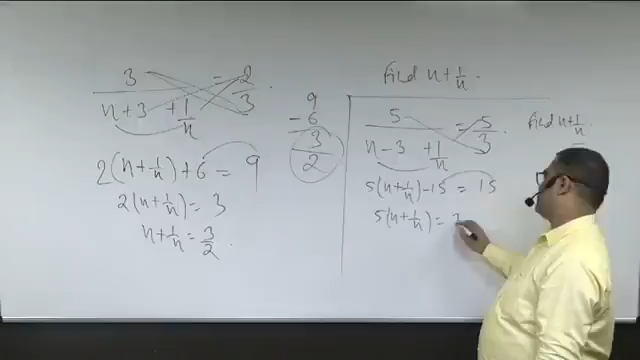 3 / (n + 3 + 1/n) = 2/3 .
2(n + 1/n) + 6 = 9
2(n + 1/n) = 3
n + 1/n = 3/2 .
9
- 6
3
2
Find n + 1/n .
5 / (n - 3 + 1/n) = 5/3 .
Find n + 1/n
5(n + 1/n) - 15 = 15
5(n + 1/n) =